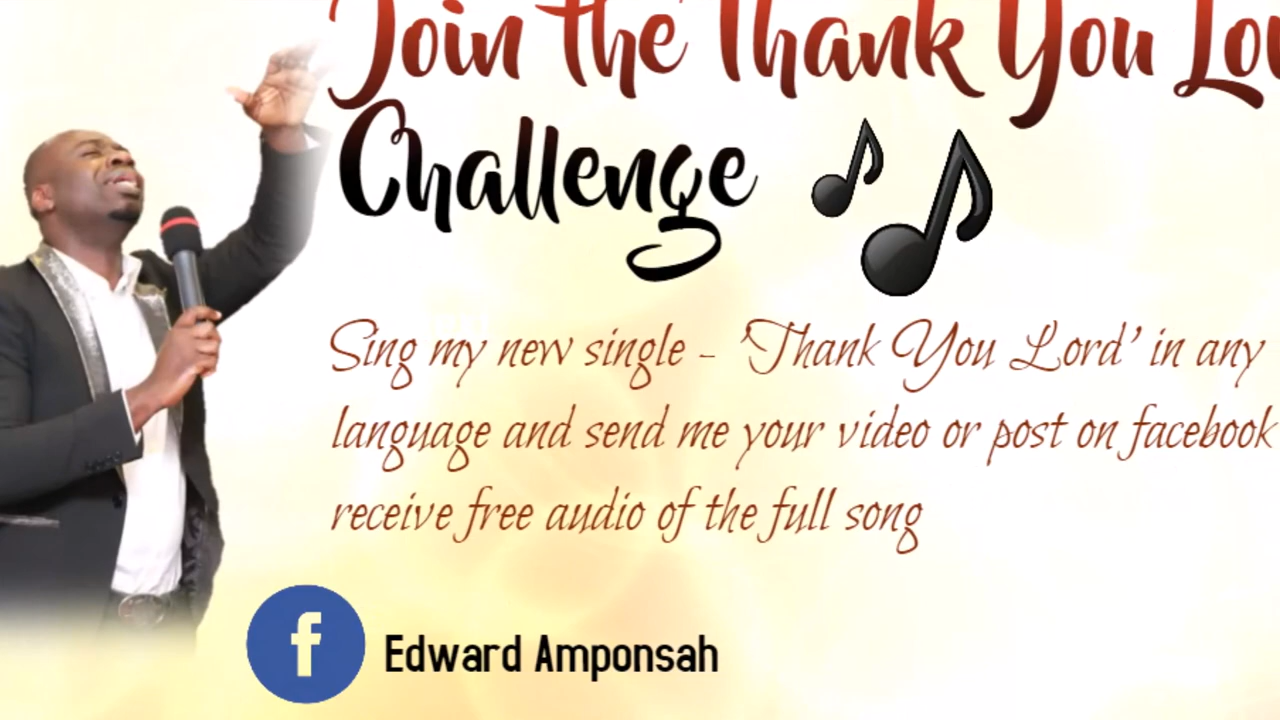 Join the Thank You Lo
Challenge
Sing my new single - 'Thank You Lord' in any
language and send me your video or post on facebook
receive free audio of the full song
f Edward Amponsah